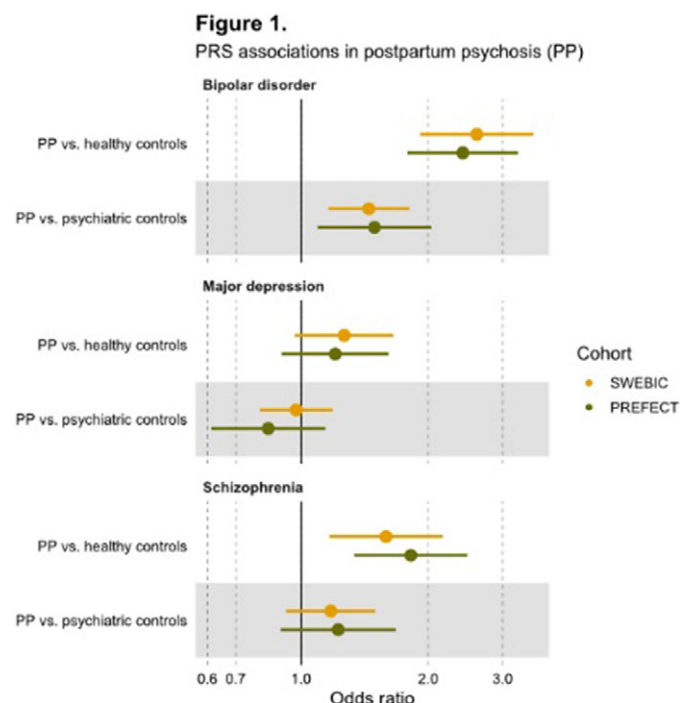 Figure 1.
PRS associations in postpartum psychosis (PP)
Bipolar disorder
PP vs. healthy controls
PP vs. psychiatric controls
Major depression
PP vs. healthy controls
PP vs. psychiatric controls
Schizophrenia
PP vs. healthy controls
PP vs. psychiatric controls
0.6 0.7 1.0 2.0 3.0
Odds ratio
Cohort
SWEBIC
PREFECT